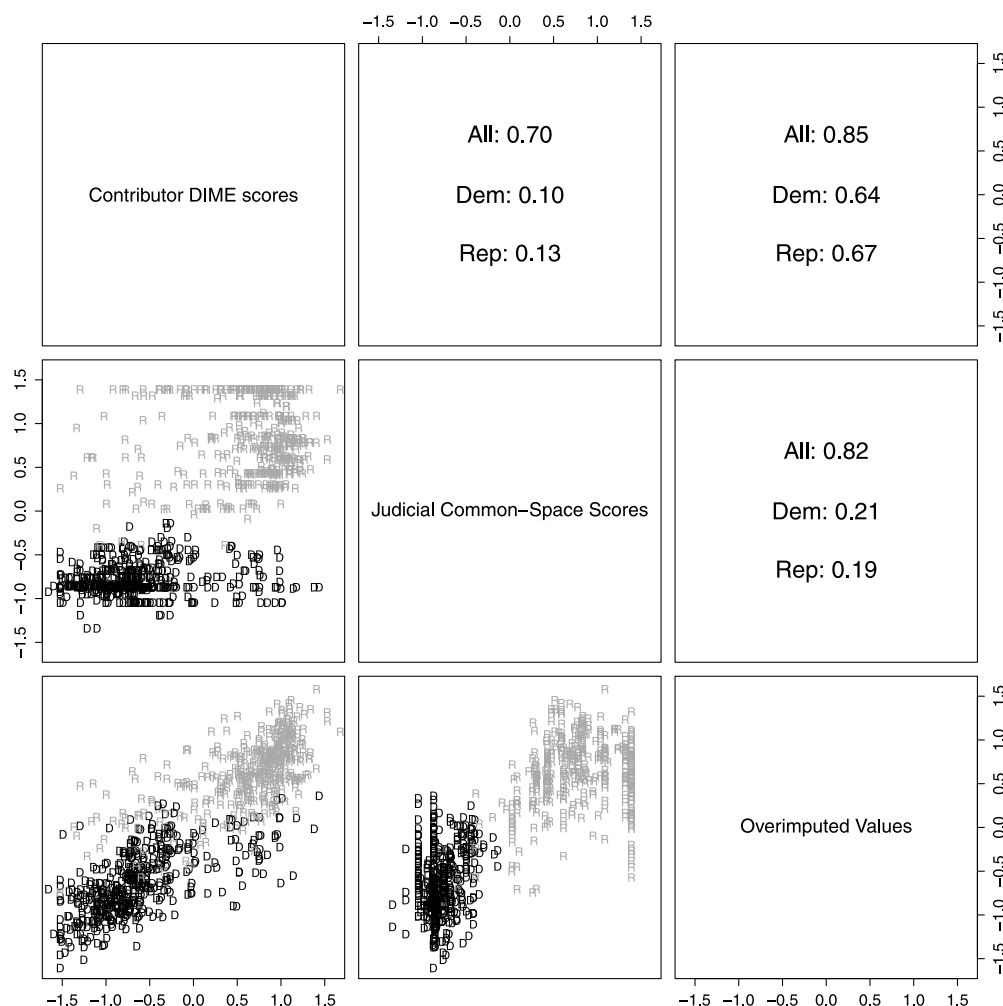 −1.5 −1.0 −0.5 0.0 0.5 1.0 1.5
Contributor DIME scores
All: 0.70
Dem: 0.10
Rep: 0.13
All: 0.85
Dem: 0.64
Rep: 0.67
−1.5 −1.0 −0.5 0.0 0.5 1.0 1.5
−1.5 −1.0 −0.5 0.0 0.5 1.0 1.5
Judicial Common−Space Scores
All: 0.82
Dem: 0.21
Rep: 0.19
Overimputed Values
−1.5 −1.0 −0.5 0.0 0.5 1.0 1.5
−1.5 −1.0 −0.5 0.0 0.5 1.0 1.5
−1.5 −1.0 −0.5 0.0 0.5 1.0 1.5